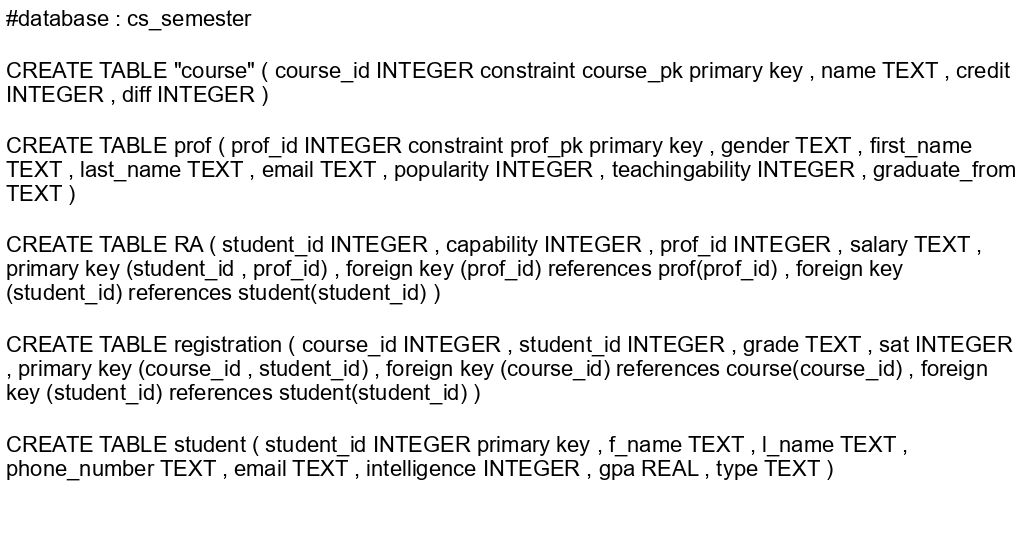 #database : cs_semester
CREATE TABLE "course" ( course_id INTEGER constraint course_pk primary key , name TEXT , credit
INTEGER , diff INTEGER )
CREATE TABLE prof ( prof_id INTEGER constraint prof_pk primary key , gender TEXT , first_name
TEXT , last_name TEXT , email TEXT , popularity INTEGER , teachingability INTEGER , graduate_from
TEXT )
CREATE TABLE RA ( student_id INTEGER , capability INTEGER , prof_id INTEGER , salary TEXT ,
primary key (student_id , prof_id) , foreign key (prof_id) references prof(prof_id) , foreign key
(student_id) references student(student_id) )
CREATE TABLE registration ( course_id INTEGER , student_id INTEGER , grade TEXT , sat INTEGER
, primary key (course_id , student_id) , foreign key (course_id) references course(course_id) , foreign
key (student_id) references student(student_id) )
CREATE TABLE student ( student_id INTEGER primary key , f_name TEXT , l_name TEXT ,
phone_number TEXT , email TEXT , intelligence INTEGER , gpa REAL , type TEXT )